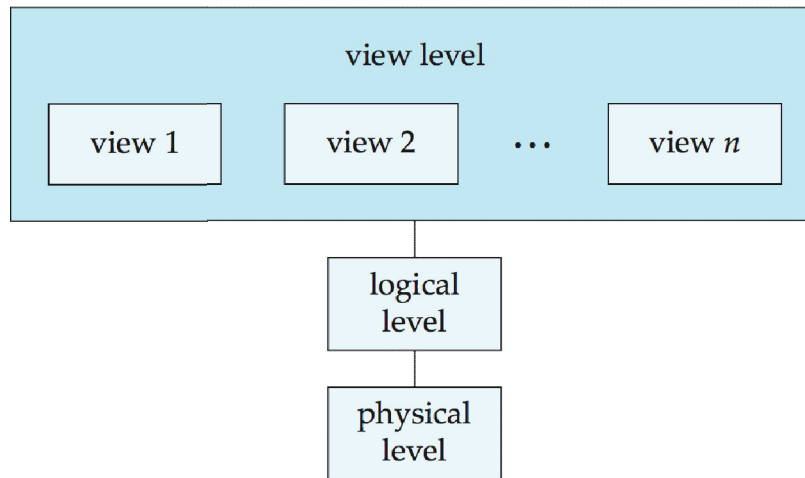 view level
view 1
view 2
...
view n
logical
level
physical
level